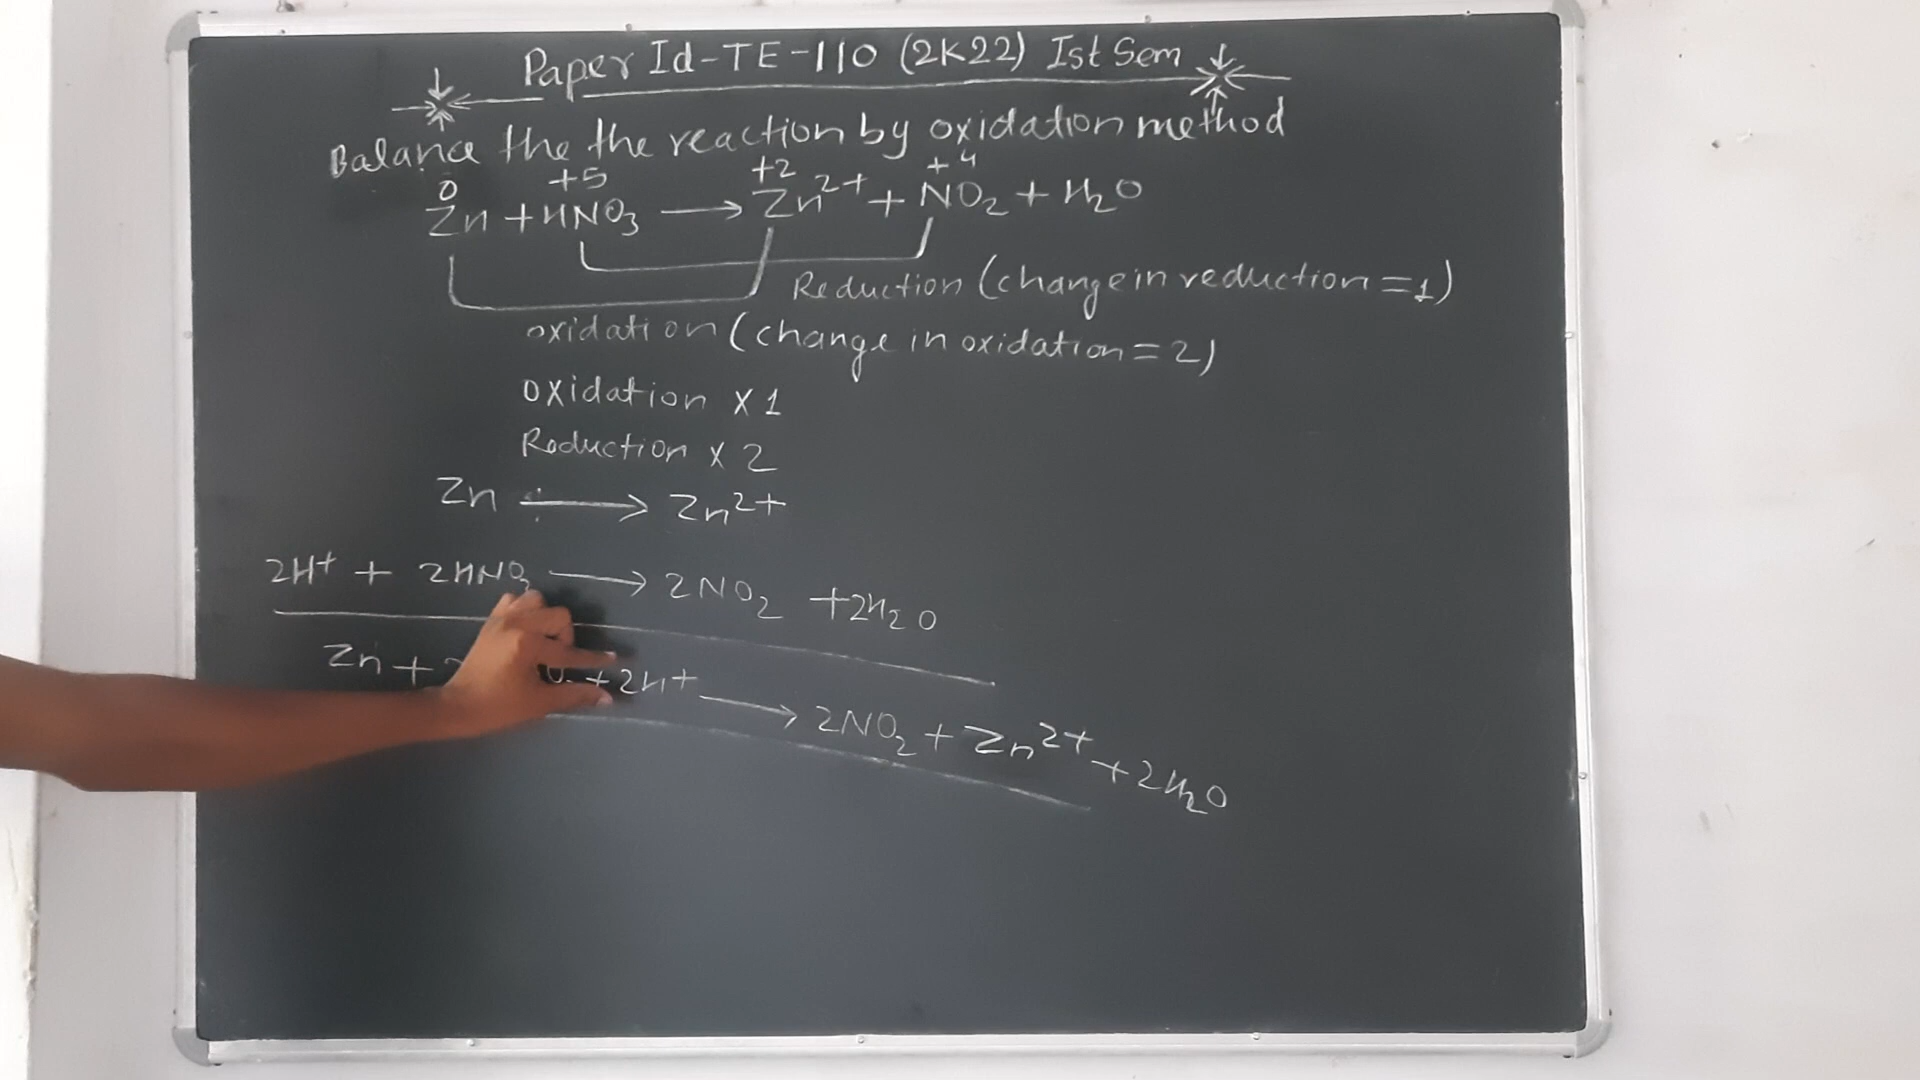 Paper Id-TE-110 (2K22) Ist Sem
Balance the the reaction by oxidation method
0 +5 +2 +4
Zn + HNO3 → Zn2+ + NO2 + H2O
Reduction (change in reduction = 1)
oxidation (change in oxidation = 2)
oxidation x 1
Reduction x 2
Zn → Zn2+
2H+ + 2HNO3 → 2NO2 + 2H2O
Zn + +2H+ → 2NO2 + Zn2+ + 2H2O